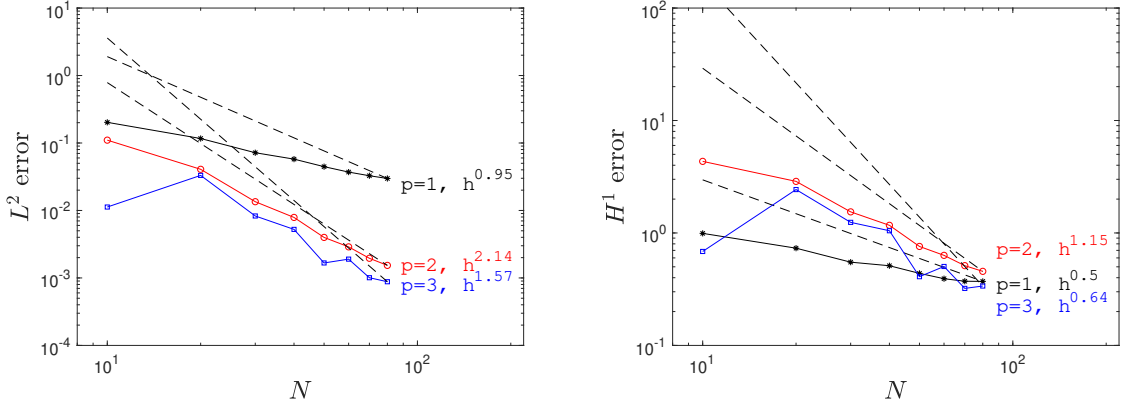 10^1
10^0
10^-1
10^-2
10^-3
10^-4
L^2 error
p=1, h^0.95
p=2, h^2.14
p=3, h^1.57
10^1
10^2
N
10^2
10^1
10^0
10^-1
H^1 error
p=2, h^1.15
p=1, h^0.5
p=3, h^0.64
10^1
10^2
N